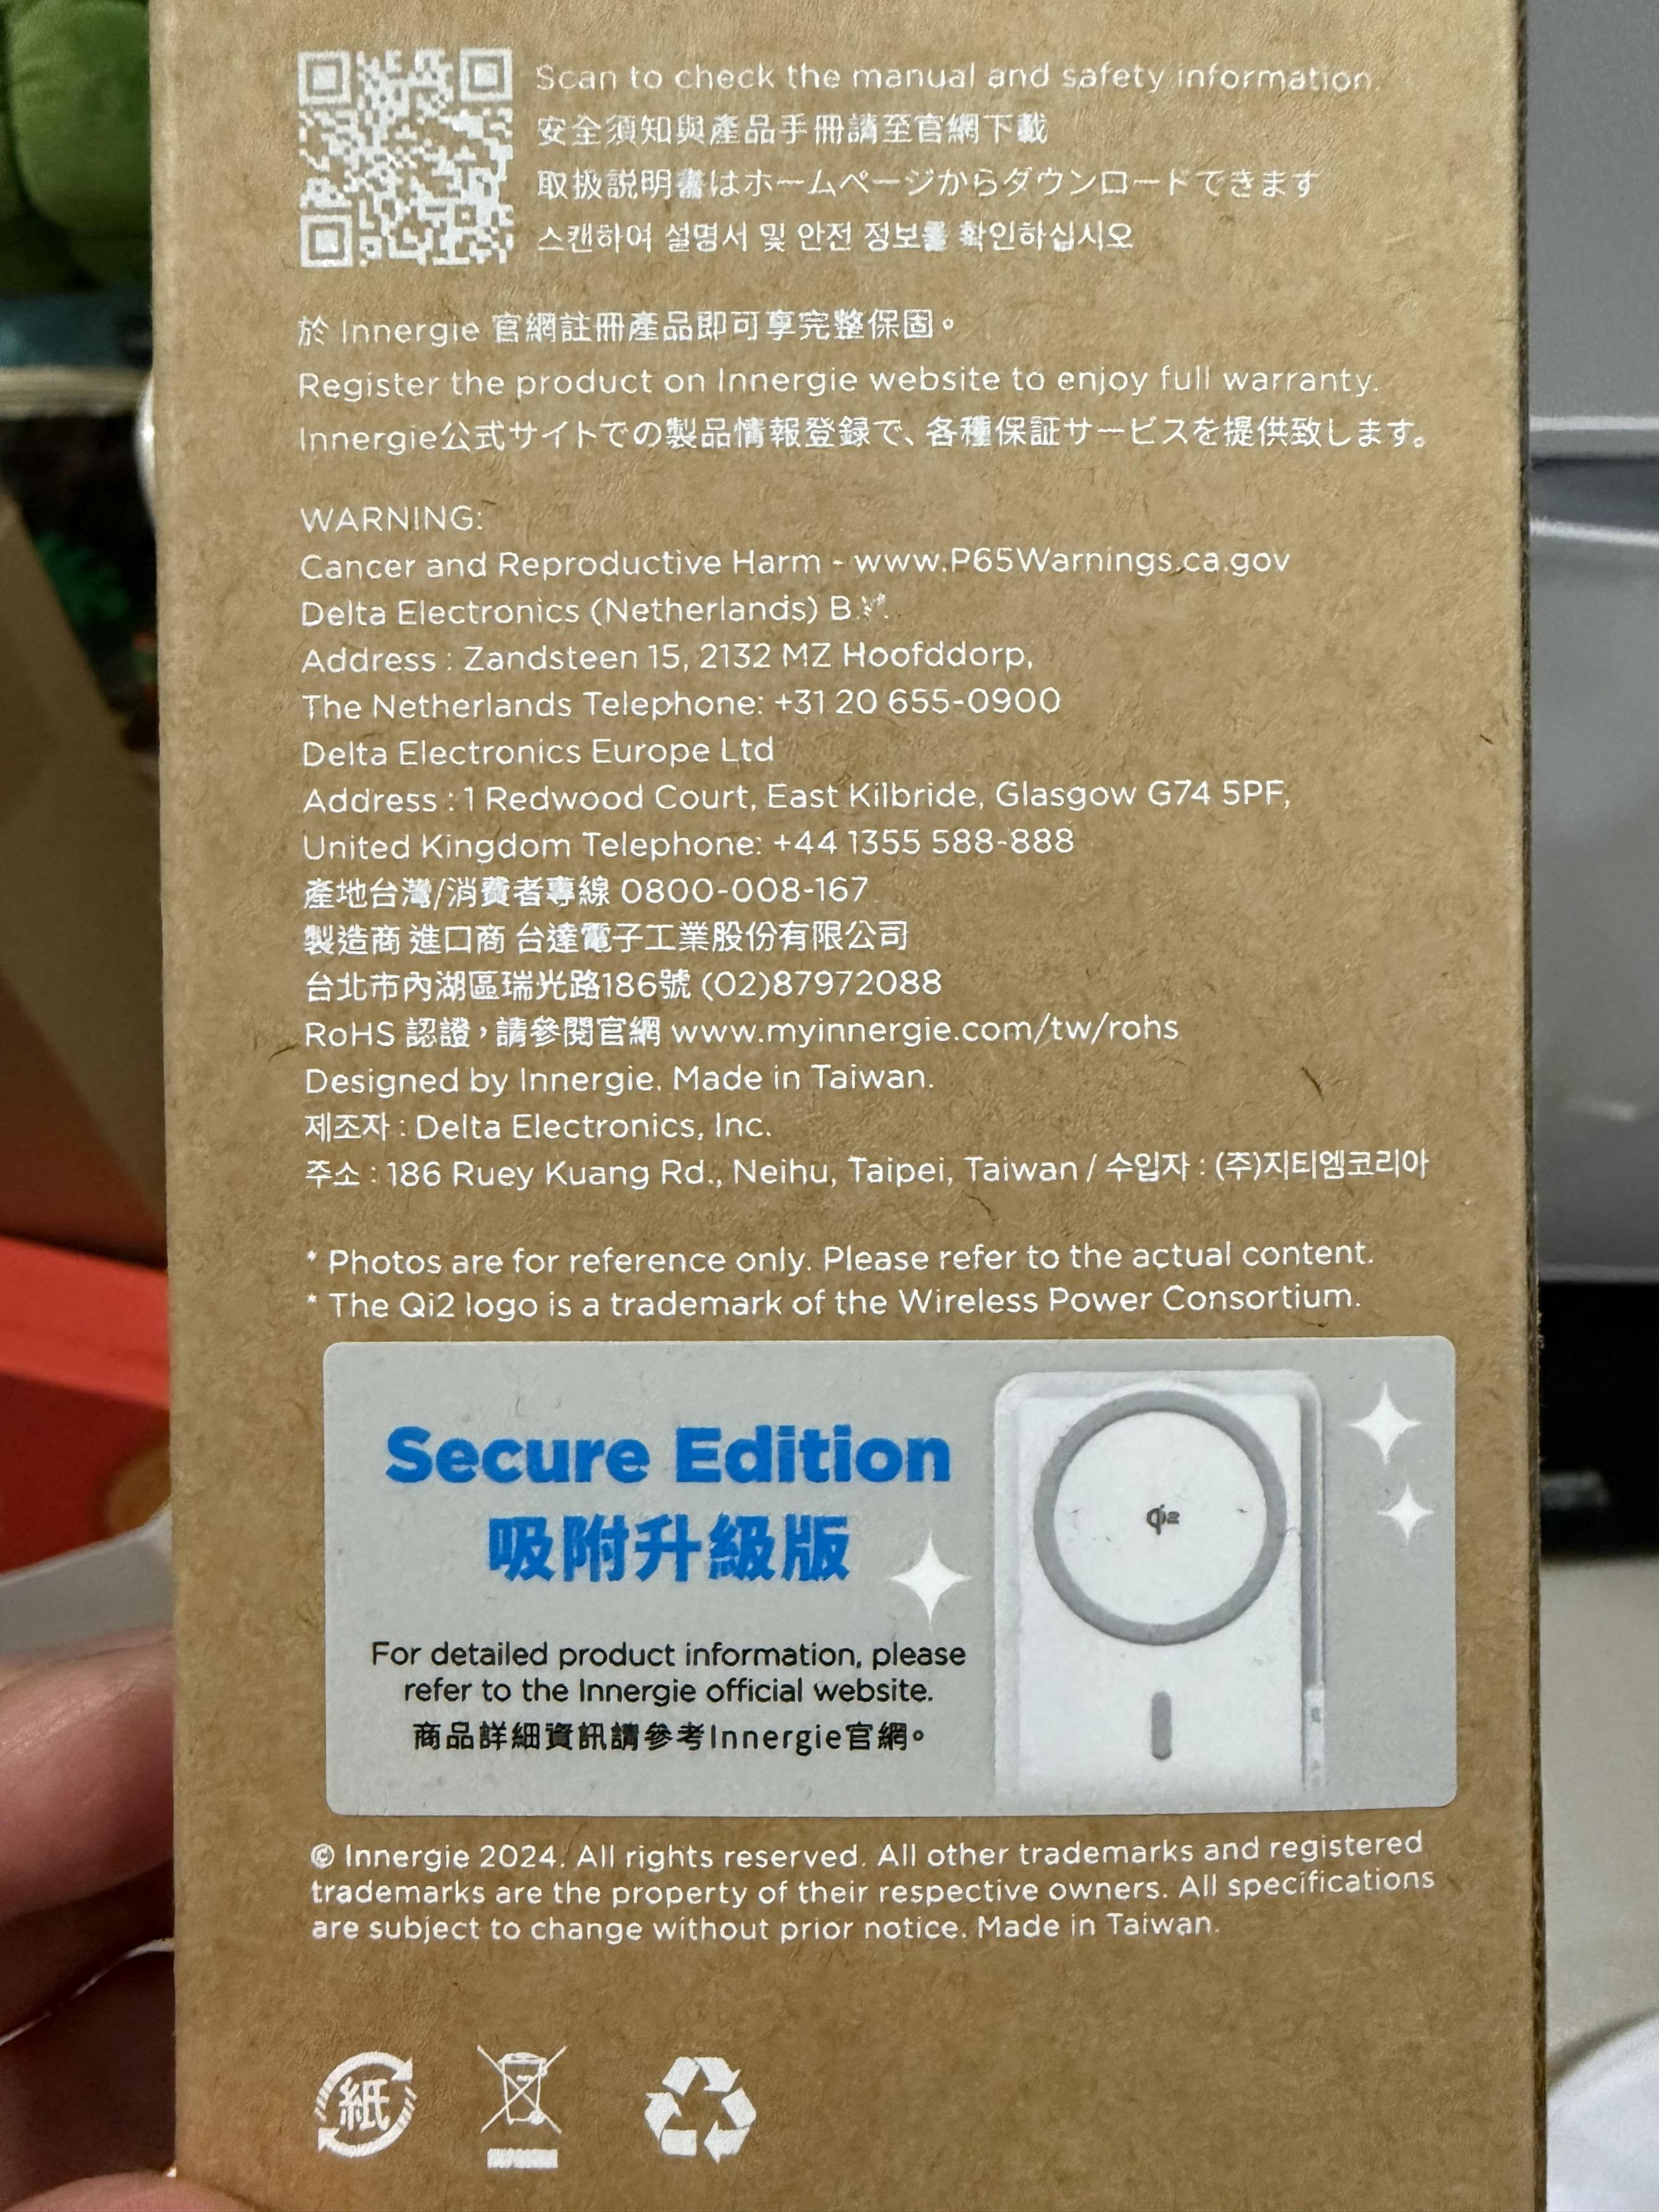 Scan to check the manual and safety information.
安全須知與產品手冊請至官網下載
取扱説明書はホームページからダウンロードできます
스캔하여 설명서 및 안전 정보를 확인하십시오
於 Innergie 官網註冊產品即可享完整保固。
Register the product on Innergie website to enjoy full warranty.
Innergie公式サイトでの製品情報登録で、各種保証サービスを提供致します。
WARNING:
Cancer and Reproductive Harm - www.P65Warnings.ca.gov
Delta Electronics (Netherlands) B.V.
Address : Zandsteen 15, 2132 MZ Hoofddorp,
The Netherlands Telephone: +31 20 655-0900
Delta Electronics Europe Ltd
Address : 1 Redwood Court, East Kilbride, Glasgow G74 5PF,
United Kingdom Telephone: +44 1355 588-888
產地台灣/消費者專線 0800-008-167
製造商 進口商 台達電子工業股份有限公司
台北市內湖區瑞光路186號 (02)87972088
RoHS 認證,請參閱官網 www.myinnergie.com/tw/rohs
Designed by Innergie. Made in Taiwan.
제조자 : Delta Electronics, Inc.
주소 : 186 Ruey Kuang Rd., Neihu, Taipei, Taiwan / 수입자 : (주)지티엠코리아
* Photos are for reference only. Please refer to the actual content.
* The Qi2 logo is a trademark of the Wireless Power Consortium.
Secure Edition
吸附升級版
For detailed product information, please
refer to the Innergie official website.
商品詳細資訊請參考Innergie官網。
Qi2
© Innergie 2024. All rights reserved. All other trademarks and registered
trademarks are the property of their respective owners. All specifications
are subject to change without prior notice. Made in Taiwan.
紙